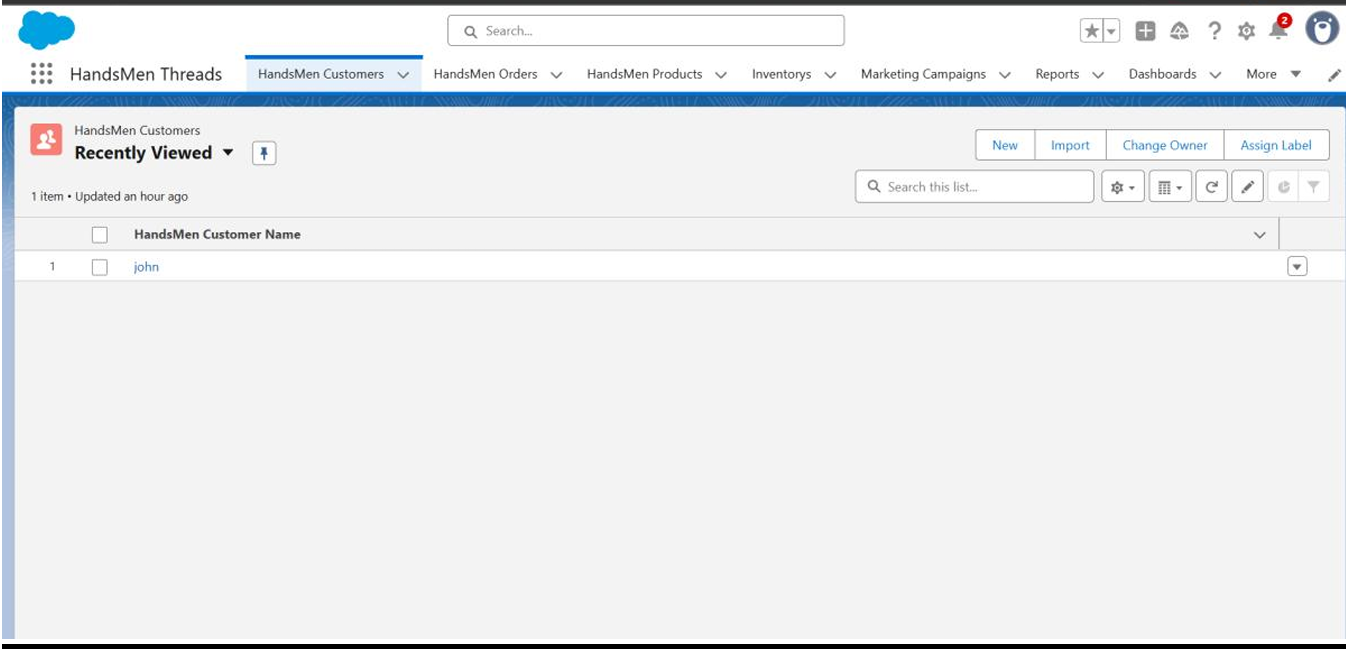 Search...
2
HandsMen Threads HandsMen Customers HandsMen Orders HandsMen Products Inventorys Marketing Campaigns Reports Dashboards More
HandsMen Customers
Recently Viewed
New Import Change Owner Assign Label
1 item • Updated an hour ago
Search this list...
HandsMen Customer Name
1 john